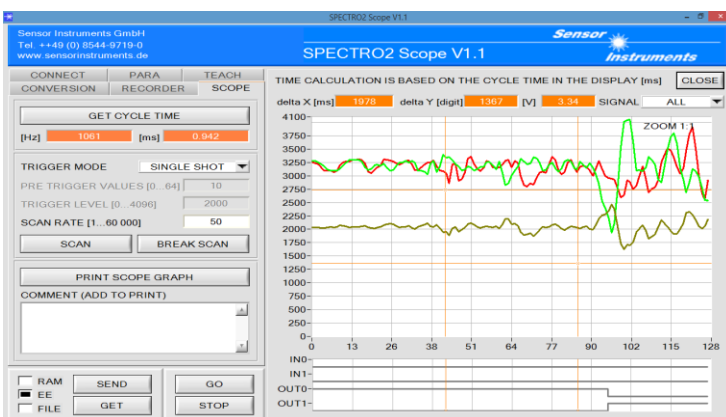 SPECTRO2 Scope V1.1
Sensor Instruments GmbH
Tel. ++49 (0) 8544-9719-0
www.sensorinstruments.de
SPECTRO2 Scope V1.1
Sensor
Instruments
CONNECT PARA TEACH
CONVERSION RECORDER SCOPE
GET CYCLE TIME
[Hz] 1061 [ms] 0.942
TRIGGER MODE SINGLE SHOT
PRE TRIGGER VALUES [0...64] 10
TRIGGER LEVEL [0...4096] 2000
SCAN RATE [1...60 000] 50
SCAN BREAK SCAN
PRINT SCOPE GRAPH
COMMENT (ADD TO PRINT)
RAM
EE
FILE
SEND GO
GET STOP
TIME CALCULATION IS BASED ON THE CYCLE TIME IN THE DISPLAY [ms] CLOSE
delta X [ms] 1978 delta Y [digit] 1367 [V] 3.34 SIGNAL ALL
ZOOM 1:1
4100
3750
3500
3250
3000
2750
2500
2250
2000
1750
1500
1250
1000
750
500
250
0
0 13 26 38 51 64 77 90 102 115 128
IN0
IN1
OUT0
OUT1